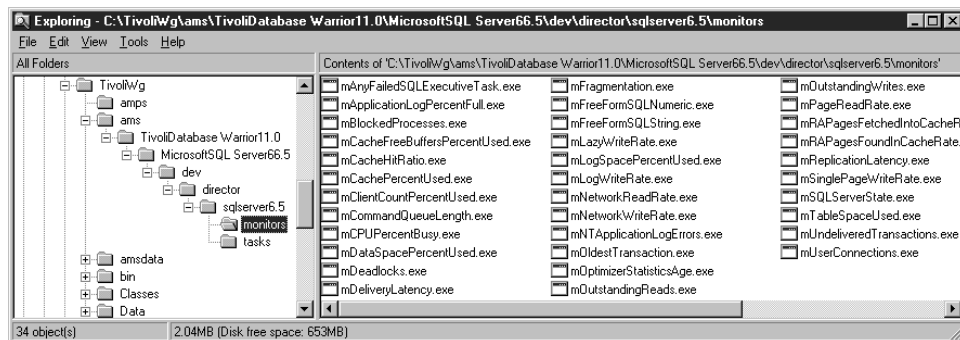 Exploring - C:\TivoliWg\ams\TivoliDatabase Warrior11.0\MicrosoftSQL Server66.5\dev\director\sqlserver6.5\monitors
File Edit View Tools Help
All Folders
Contents of 'C:\TivoliWg\ams\TivoliDatabase Warrior11.0\MicrosoftSQL Server66.5\dev\director\sqlserver6.5\monitors'
TivoliWg
amps
ams
TivoliDatabase Warrior11.0
MicrosoftSQL Server66.5
dev
director
sqlserver6.5
monitors
tasks
amsdata
bin
Classes
Data
mAnyFailedSQLExecutiveTask.exe
mApplicationLogPercentFull.exe
mBlockedProcesses.exe
mCacheFreeBuffersPercentUsed.exe
mCacheHitRatio.exe
mCachePercentUsed.exe
mClientCountPercentUsed.exe
mCommandQueueLength.exe
mCPUPercentBusy.exe
mDataSpacePercentUsed.exe
mDeadlocks.exe
mDeliveryLatency.exe
mFragmentation.exe
mFreeFormSQLNumeric.exe
mFreeFormSQLString.exe
mLazyWriteRate.exe
mLogSpacePercentUsed.exe
mLogWriteRate.exe
mNetworkReadRate.exe
mNetworkWriteRate.exe
mNTApplicationLogErrors.exe
mOldestTransaction.exe
mOptimizerStatisticsAge.exe
mOutstandingReads.exe
mOutstandingWrites.exe
mPageReadRate.exe
mRAPagesFetchedIntoCacheR
mRAPagesFoundInCacheRate.
mReplicationLatency.exe
mSinglePageWriteRate.exe
mSQLServerState.exe
mTableSpaceUsed.exe
mUndeliveredTransactions.exe
mUserConnections.exe
34 object(s)
2.04MB (Disk free space: 653MB)